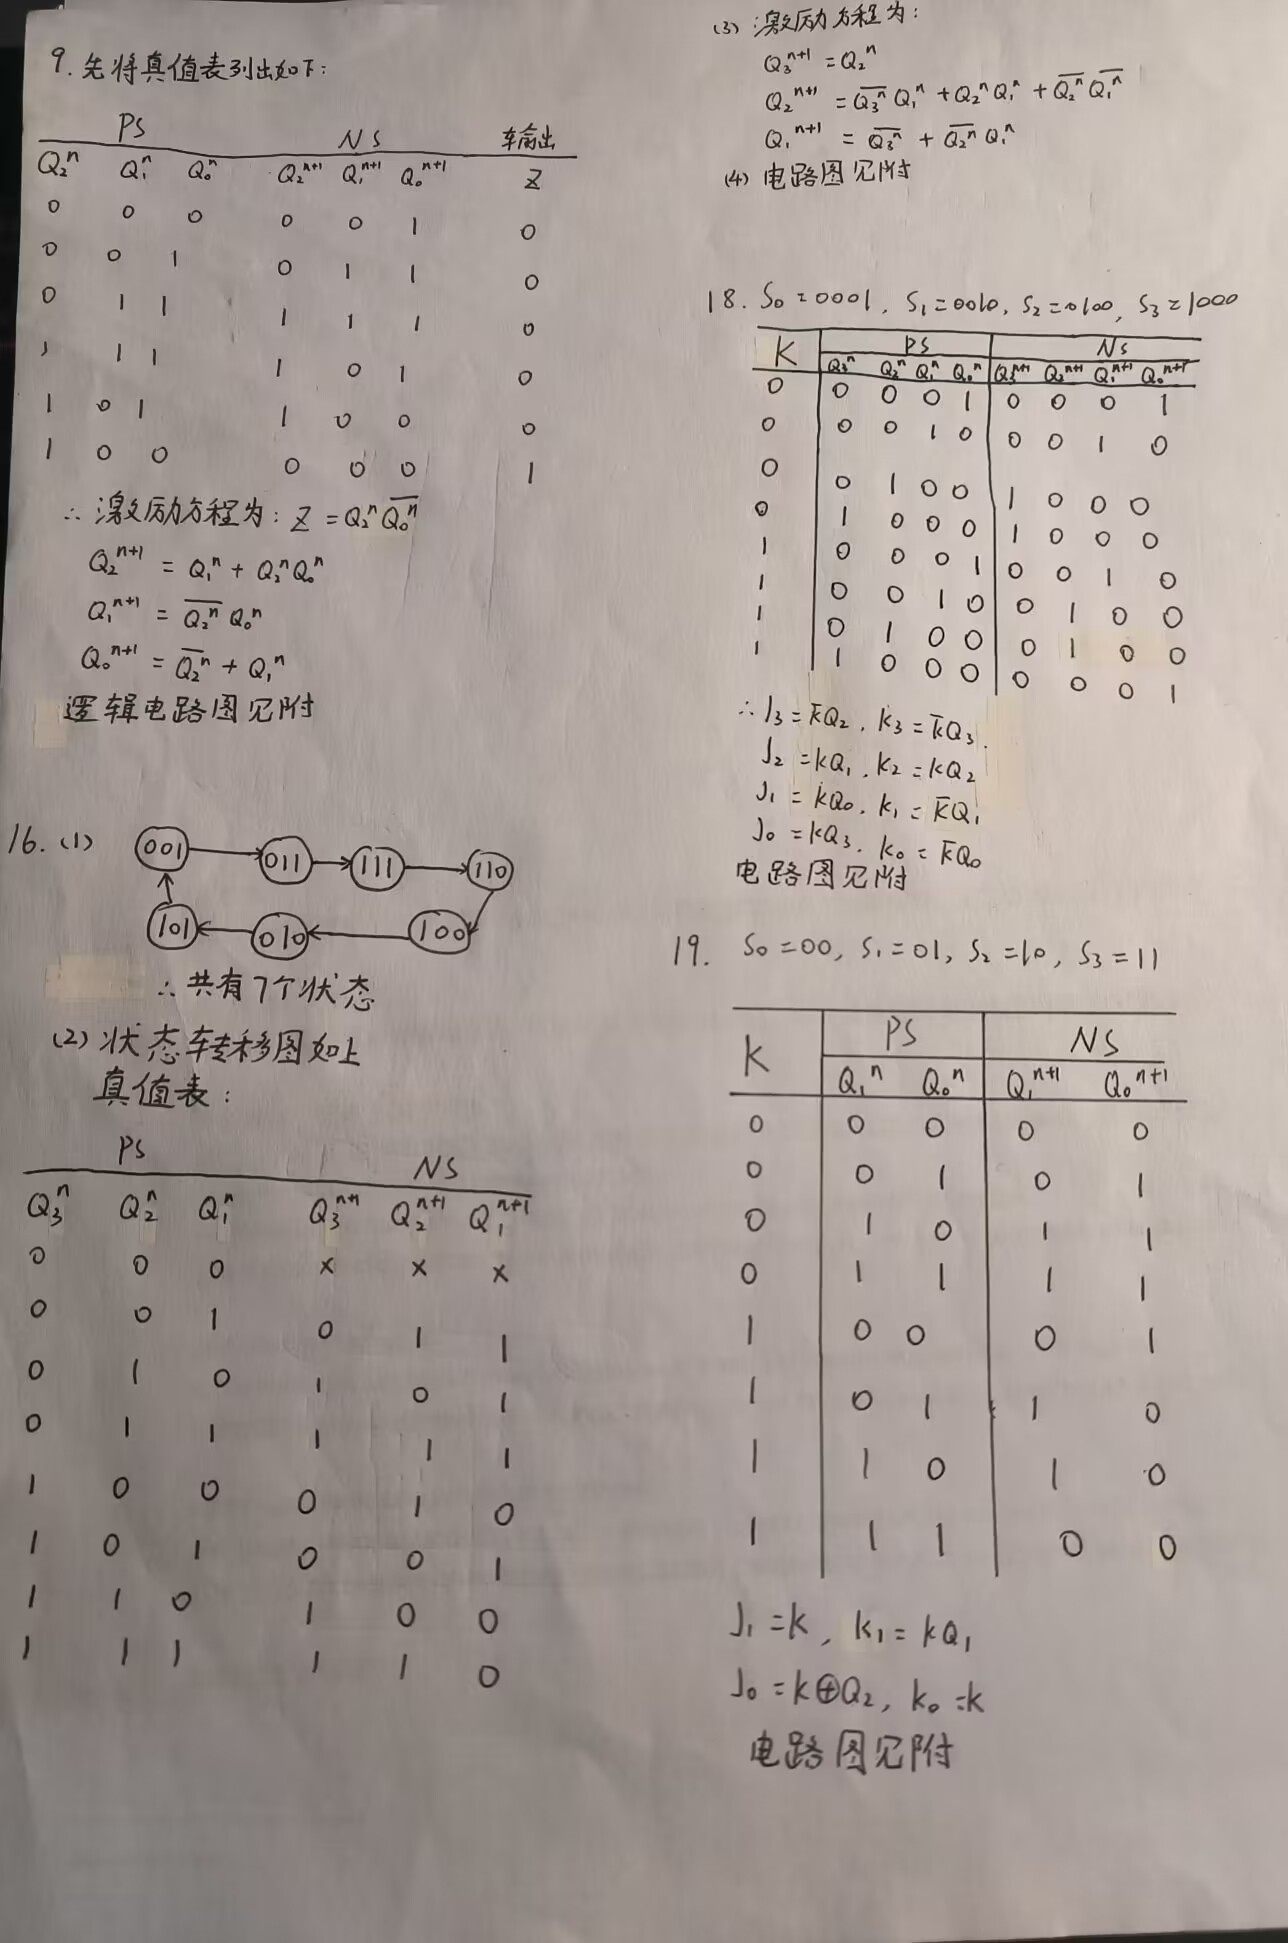 9. 先将真值表列出如下:
PS NS 输出
Q₂ⁿ Q₁ⁿ Q₀ⁿ Q₂ⁿ⁺¹ Q₁ⁿ⁺¹ Q₀ⁿ⁺¹ Z
0 0 0 0 0 1 0
0 0 1 0 1 1 0
0 1 1 1 1 1 0
1 1 1 1 0 1 0
1 0 1 1 0 0 0
1 0 0 0 0 0 1
∴ 激励方程为: Z = Q₂ⁿ Q̅₀ⁿ
Q₂ⁿ⁺¹ = Q₁ⁿ + Q₂ⁿQ₀ⁿ
Q₁ⁿ⁺¹ = Q̅₂ⁿ Q₀ⁿ
Q₀ⁿ⁺¹ = Q̅₂ⁿ + Q₁ⁿ
逻辑电路图见附
16. (1) 001 011 111 110
101 010 100
∴ 共有7个状态
(2) 状态转移图如上
真值表:
PS NS
Q₃ⁿ Q₂ⁿ Q₁ⁿ Q₃ⁿ⁺¹ Q₂ⁿ⁺¹ Q₁ⁿ⁺¹
0 0 0 × × ×
0 0 1 0 1 1
0 1 0 1 0 1
0 1 1 1 1 1
1 0 0 0 1 0
1 0 1 0 0 1
1 1 0 1 0 0
1 1 1 1 1 0
(3) 激励方程为:
Q₃ⁿ⁺¹ = Q₂ⁿ
Q₂ⁿ⁺¹ = Q̅₃ⁿ Q₁ⁿ + Q₂ⁿ Q₁ⁿ + Q̅₂ⁿ Q̅₁ⁿ
Q₁ⁿ⁺¹ = Q̅₃ⁿ + Q̅₂ⁿ Q₁ⁿ
(4) 电路图见附
18. S₀=0001, S₁=0010, S₂=0100, S₃=1000
K PS NS
Q₃ⁿ Q₂ⁿ Q₁ⁿ Q₀ⁿ Q₃ⁿ⁺¹ Q₂ⁿ⁺¹ Q₁ⁿ⁺¹ Q₀ⁿ⁺¹
0 0 0 0 1 0 0 0 1
0 0 0 1 0 0 0 1 0
0 0 1 0 0 1 0 0 0
0 1 0 0 0 1 0 0 0
1 0 0 0 1 0 0 1 0
1 0 0 1 0 0 1 0 0
1 0 1 0 0 0 1 0 0
1 1 0 0 0 0 0 0 1
∴ J₃ = K̅Q₂, K₃ = K̅Q₃.
J₂ = KQ₁, K₂ = KQ₂
J₁ = KQ₀, K₁ = K̅Q₁
J₀ = KQ₃, K₀ = K̅Q₀
电路图见附
19. S₀=00, S₁=01, S₂=10, S₃=11
K PS NS
Q₁ⁿ Q₀ⁿ Q₁ⁿ⁺¹ Q₀ⁿ⁺¹
0 0 0 0 0
0 0 1 0 1
0 1 0 1 1
0 1 1 1 1
1 0 0 0 1
1 0 1 1 0
1 1 0 1 0
1 1 1 0 0
J₁ = K, K₁ = KQ₁
J₀ = K⊕Q₂, K₀ = K
电路图见附